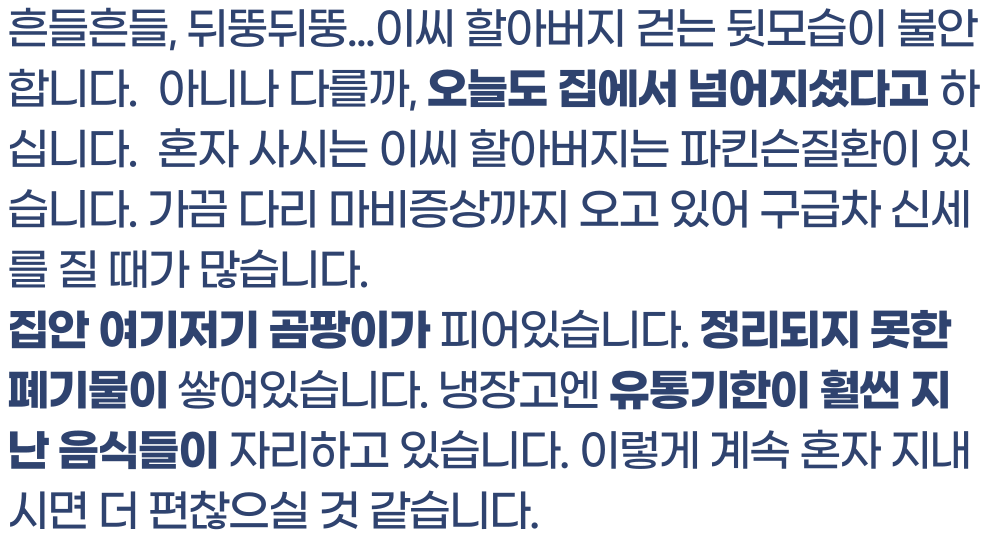 흔들흔들, 뒤뚱뒤뚱...이씨 할아버지 걷는 뒷모습이 불안
합니다.  아니나 다를까, 오늘도 집에서 넘어지셨다고 하
십니다.  혼자 사시는 이씨 할아버지는 파킨슨질환이 있
습니다. 가끔 다리 마비증상까지 오고 있어 구급차 신세
를 질 때가 많습니다.
집안 여기저기 곰팡이가 피어있습니다. 정리되지 못한
폐기물이 쌓여있습니다. 냉장고엔 유통기한이 훨씬 지
난 음식들이 자리하고 있습니다. 이렇게 계속 혼자 지내
시면 더 편찮으실 것 같습니다.